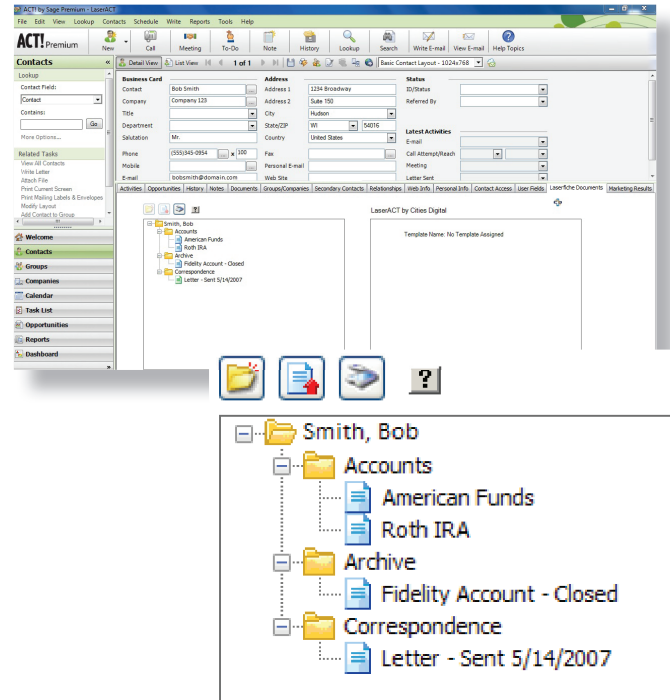 ACT! by Sage Premium - LaserACT
File Edit View Lookup Contacts Schedule Write Reports Tools Help
ACT! Premium New Call Meeting To-Do Note History Lookup Search Write E-mail View E-mail Help Topics
Contacts « Detail View List View 1 of 1 Basic Contact Layout - 1024x768
Lookup
Contact Field:
Contact
Contains:
Go
More Options...
Related Tasks
View All Contacts
Write Letter
Attach File
Print Current Screen
Print Mailing Labels & Envelopes
Modify Layout
Add Contact to Group
Welcome
Contacts
Groups
Companies
Calendar
Task List
Opportunities
Reports
Dashboard
»
Business Card
Contact Bob Smith
Company Company 123
Title
Department
Salutation Mr.
Phone (555)345-0954 x 100
Mobile
E-mail bobsmith@domain.com
Address
Address 1 1234 Broadway
Address 2 Suite 150
City Hudson
State/ZIP WI 54016
Country United States
Fax
Personal E-mail
Web Site
Status
ID/Status
Referred By
Latest Activities
E-mail
Call Attempt/Reach
Meeting
Letter Sent
Activities Opportunities History Notes Documents Groups/Companies Secondary Contacts Relationships Web Info Personal Info Contact Access User Fields Laserfiche Documents Marketing Results
?
Smith, Bob
Accounts
American Funds
Roth IRA
Archive
Fidelity Account - Closed
Correspondence
Letter - Sent 5/14/2007
LaserACT by Cities Digital
Template Name: No Template Assigned
?
Smith, Bob
Accounts
American Funds
Roth IRA
Archive
Fidelity Account - Closed
Correspondence
Letter - Sent 5/14/2007